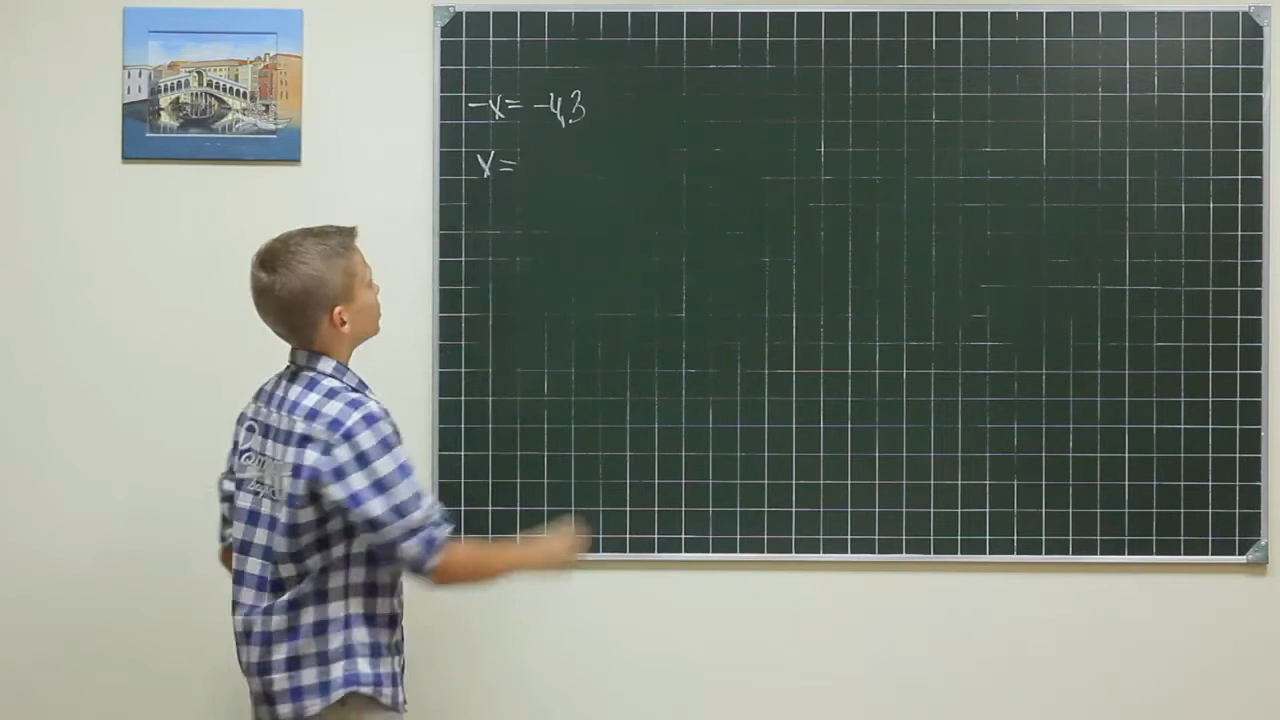 -x = -4,3
x =